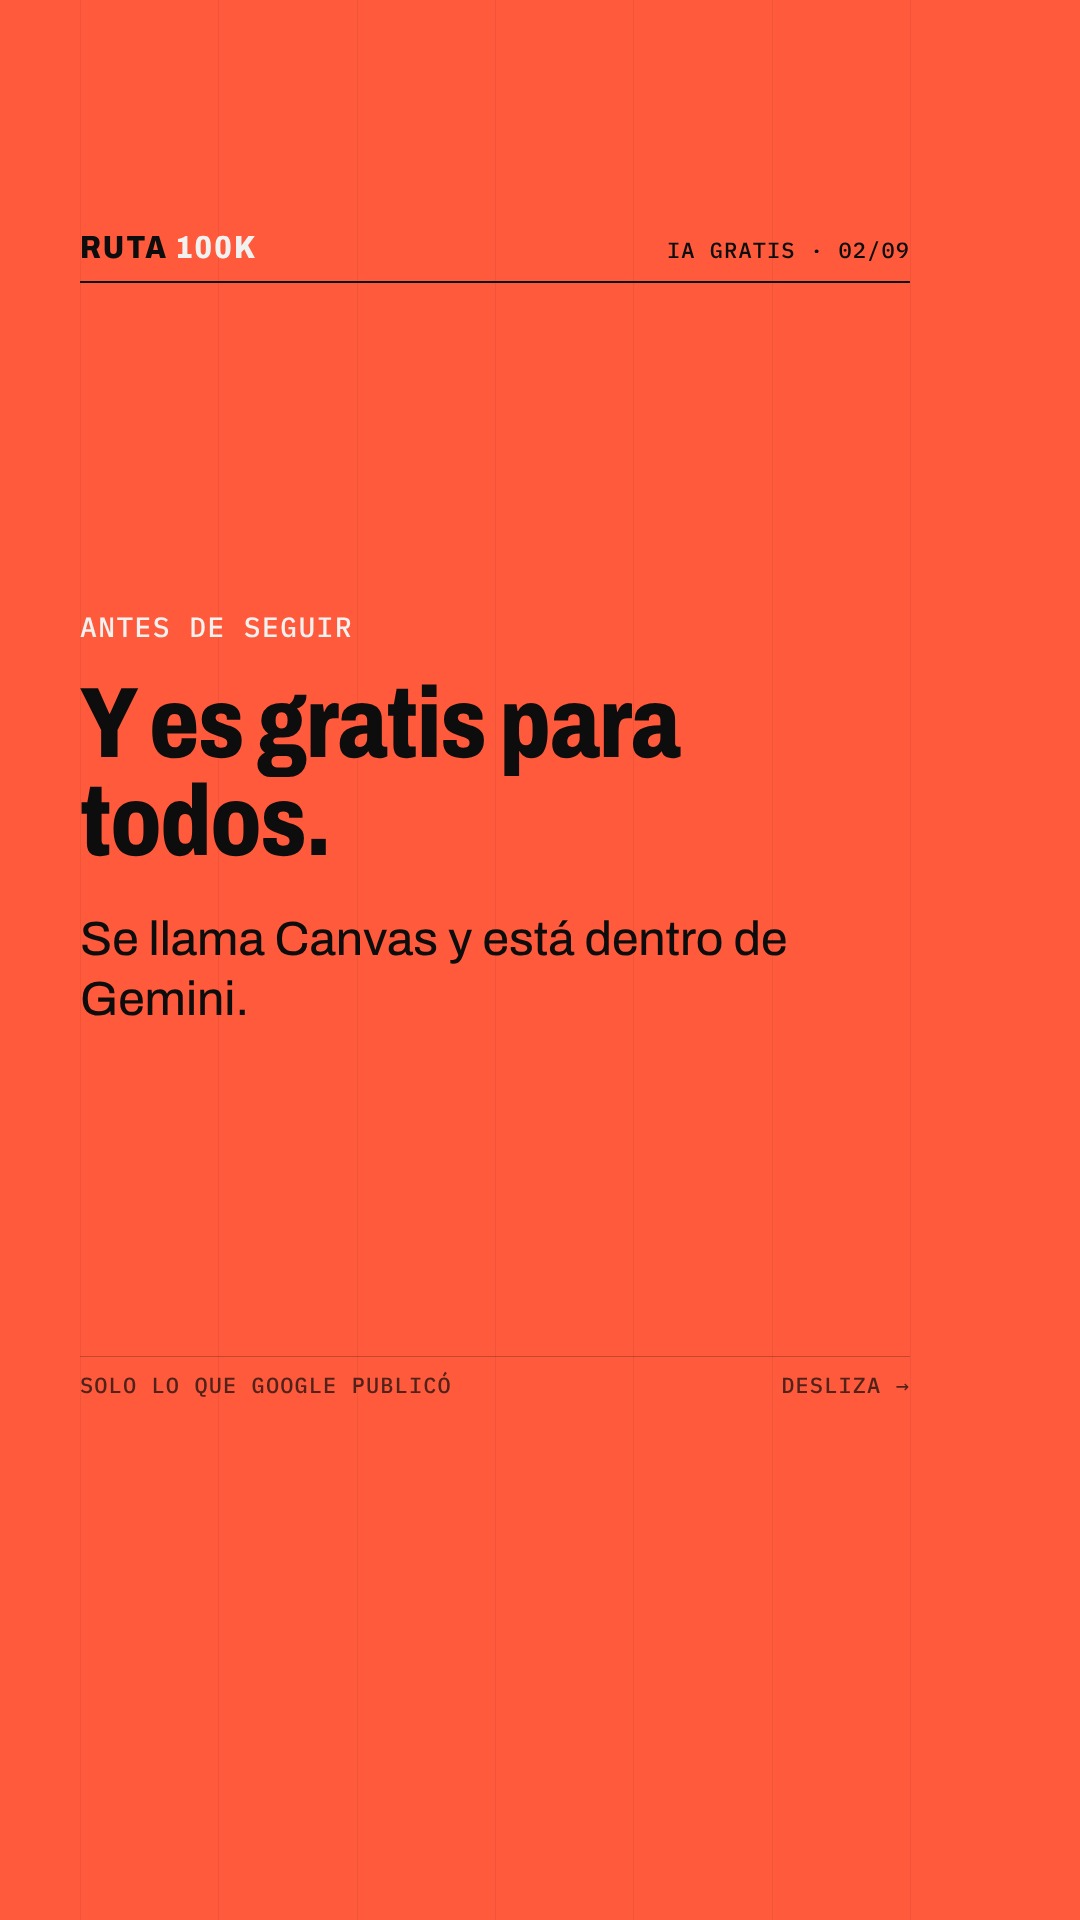 RUTA 100K
IA GRATIS · 02/09
ANTES DE SEGUIR
Y es gratis para
todos.
Se llama Canvas y está dentro de
Gemini.
SOLO LO QUE GOOGLE PUBLICÓ
DESLIZA →